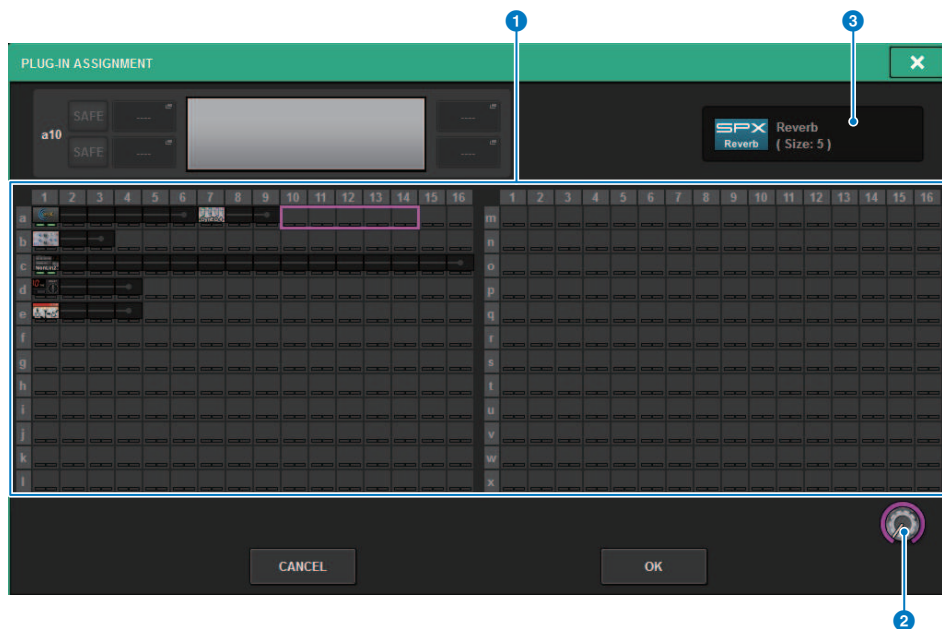 1 3
PLUG-IN ASSIGNMENT ×
SAFE ---- ----
a10
SAFE ---- ----
SPX Reverb
Reverb ( Size: 5 )
1 2 3 4 5 6 7 8 9 10 11 12 13 14 15 16 1 2 3 4 5 6 7 8 9 10 11 12 13 14 15 16
a m
b n
c o
d p
e q
f r
g s
h t
i u
j v
k w
l x
CANCEL OK
2